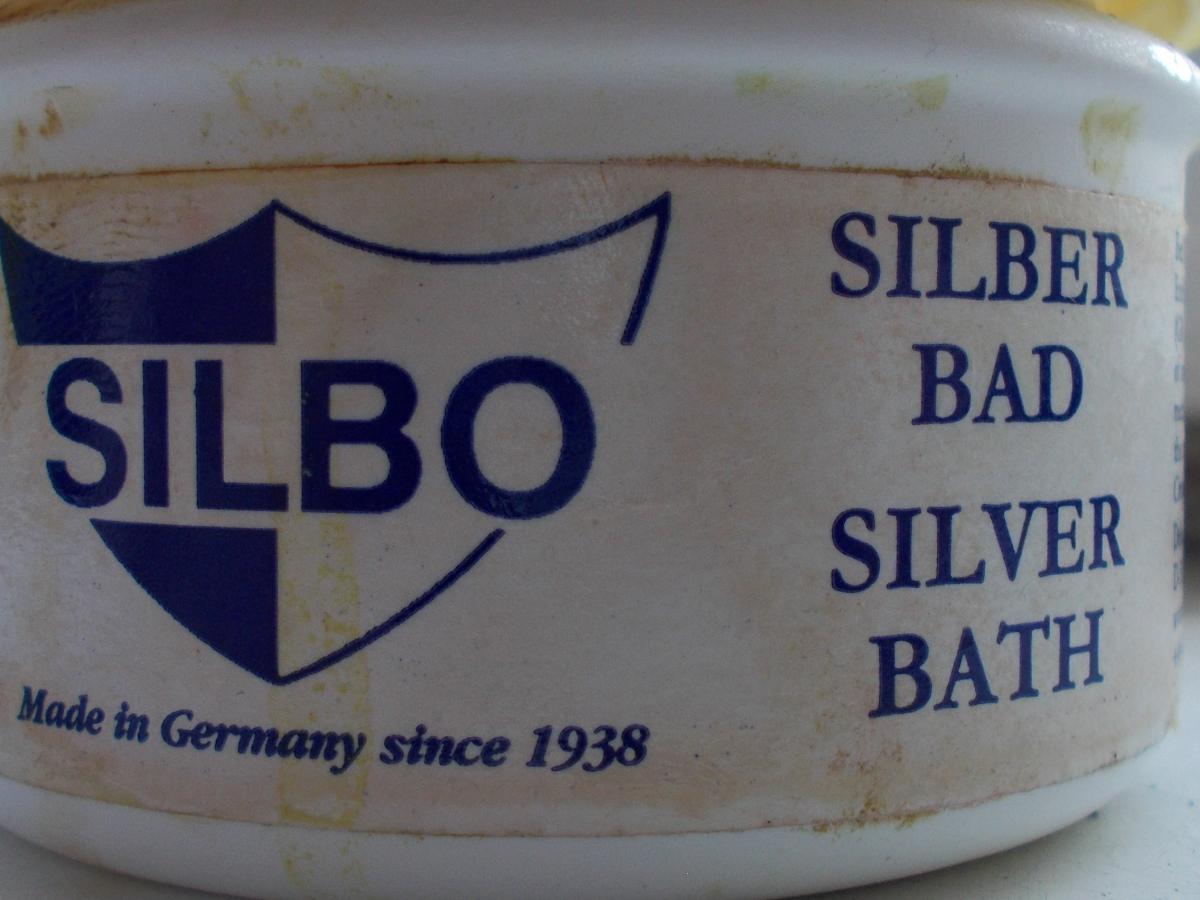 SILBO
Made in Germany since 1938
SILBER
BAD
SILVER
BATH